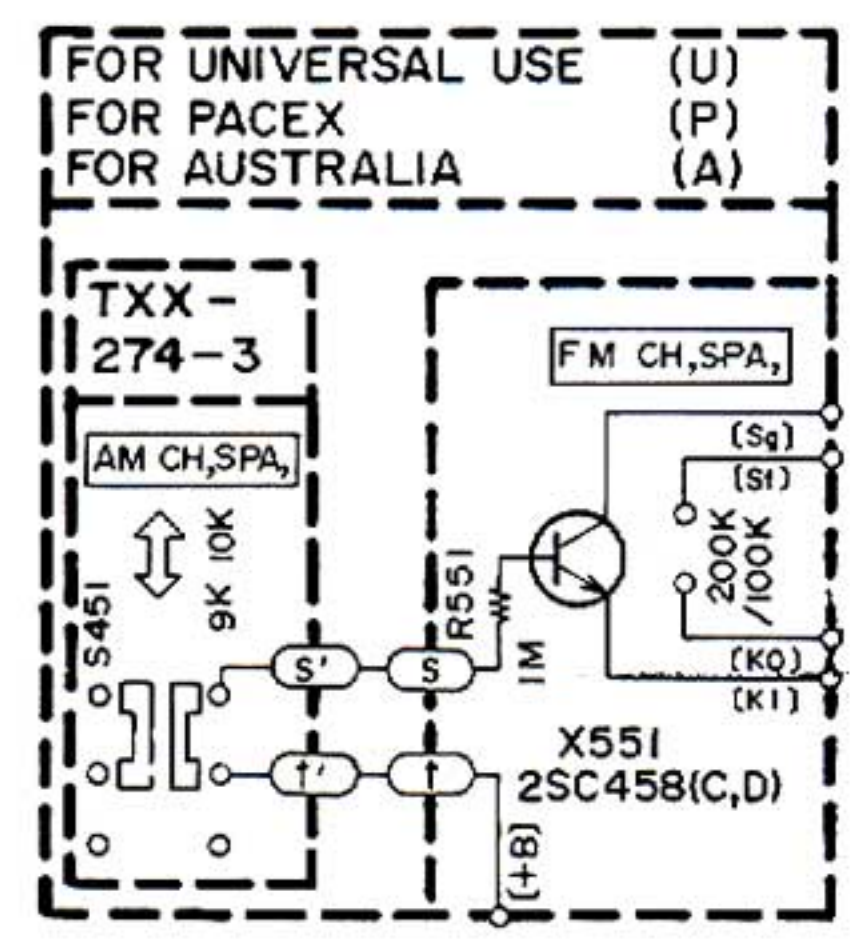 FOR UNIVERSAL USE (U)
FOR PACEX (P)
FOR AUSTRALIA (A)
TXX-
274-3
FM CH,SPA,
AM CH,SPA,
(Sg)
(Sf)
200K
/100K
9K 10K
S451
R551
1M
S'
S
(K0)
(K1)
t'
t
X551
2SC458(C,D)
(+B)